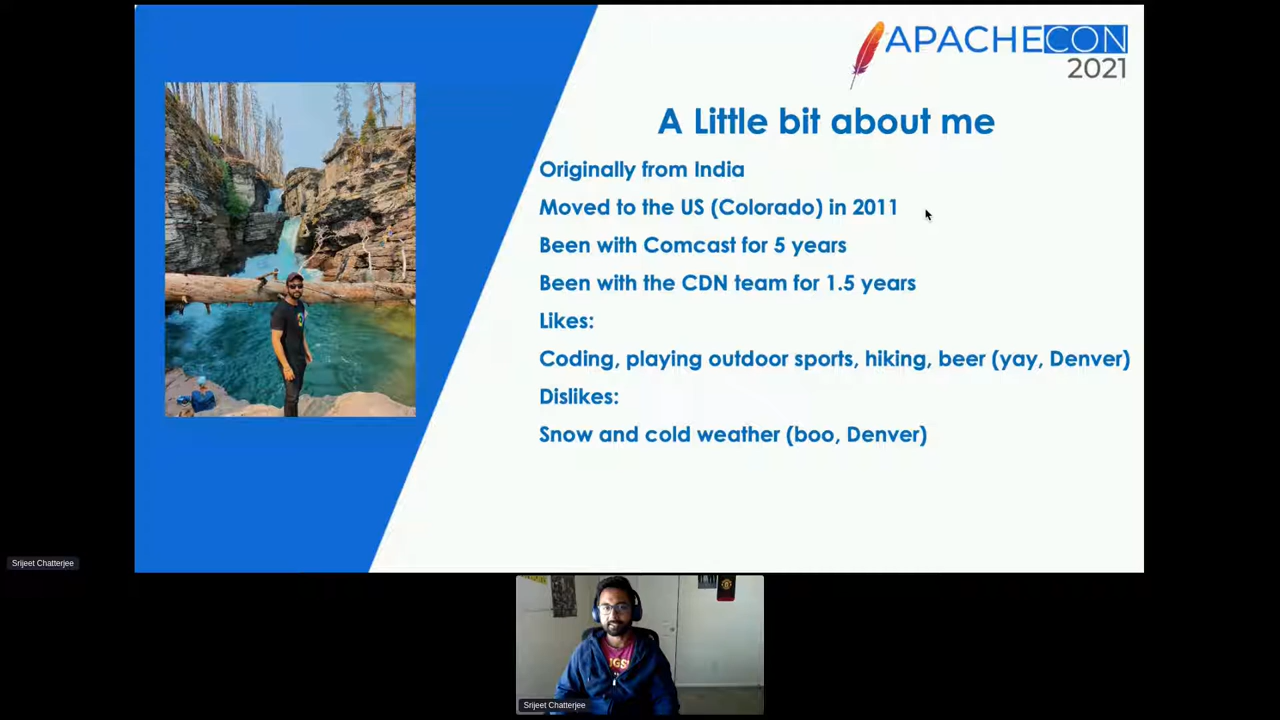 APACHECON
2021
A Little bit about me
Originally from India
Moved to the US (Colorado) in 2011
Been with Comcast for 5 years
Been with the CDN team for 1.5 years
Likes:
Coding, playing outdoor sports, hiking, beer (yay, Denver)
Dislikes:
Snow and cold weather (boo, Denver)
Srijeet Chatterjee
Srijeet Chatterjee